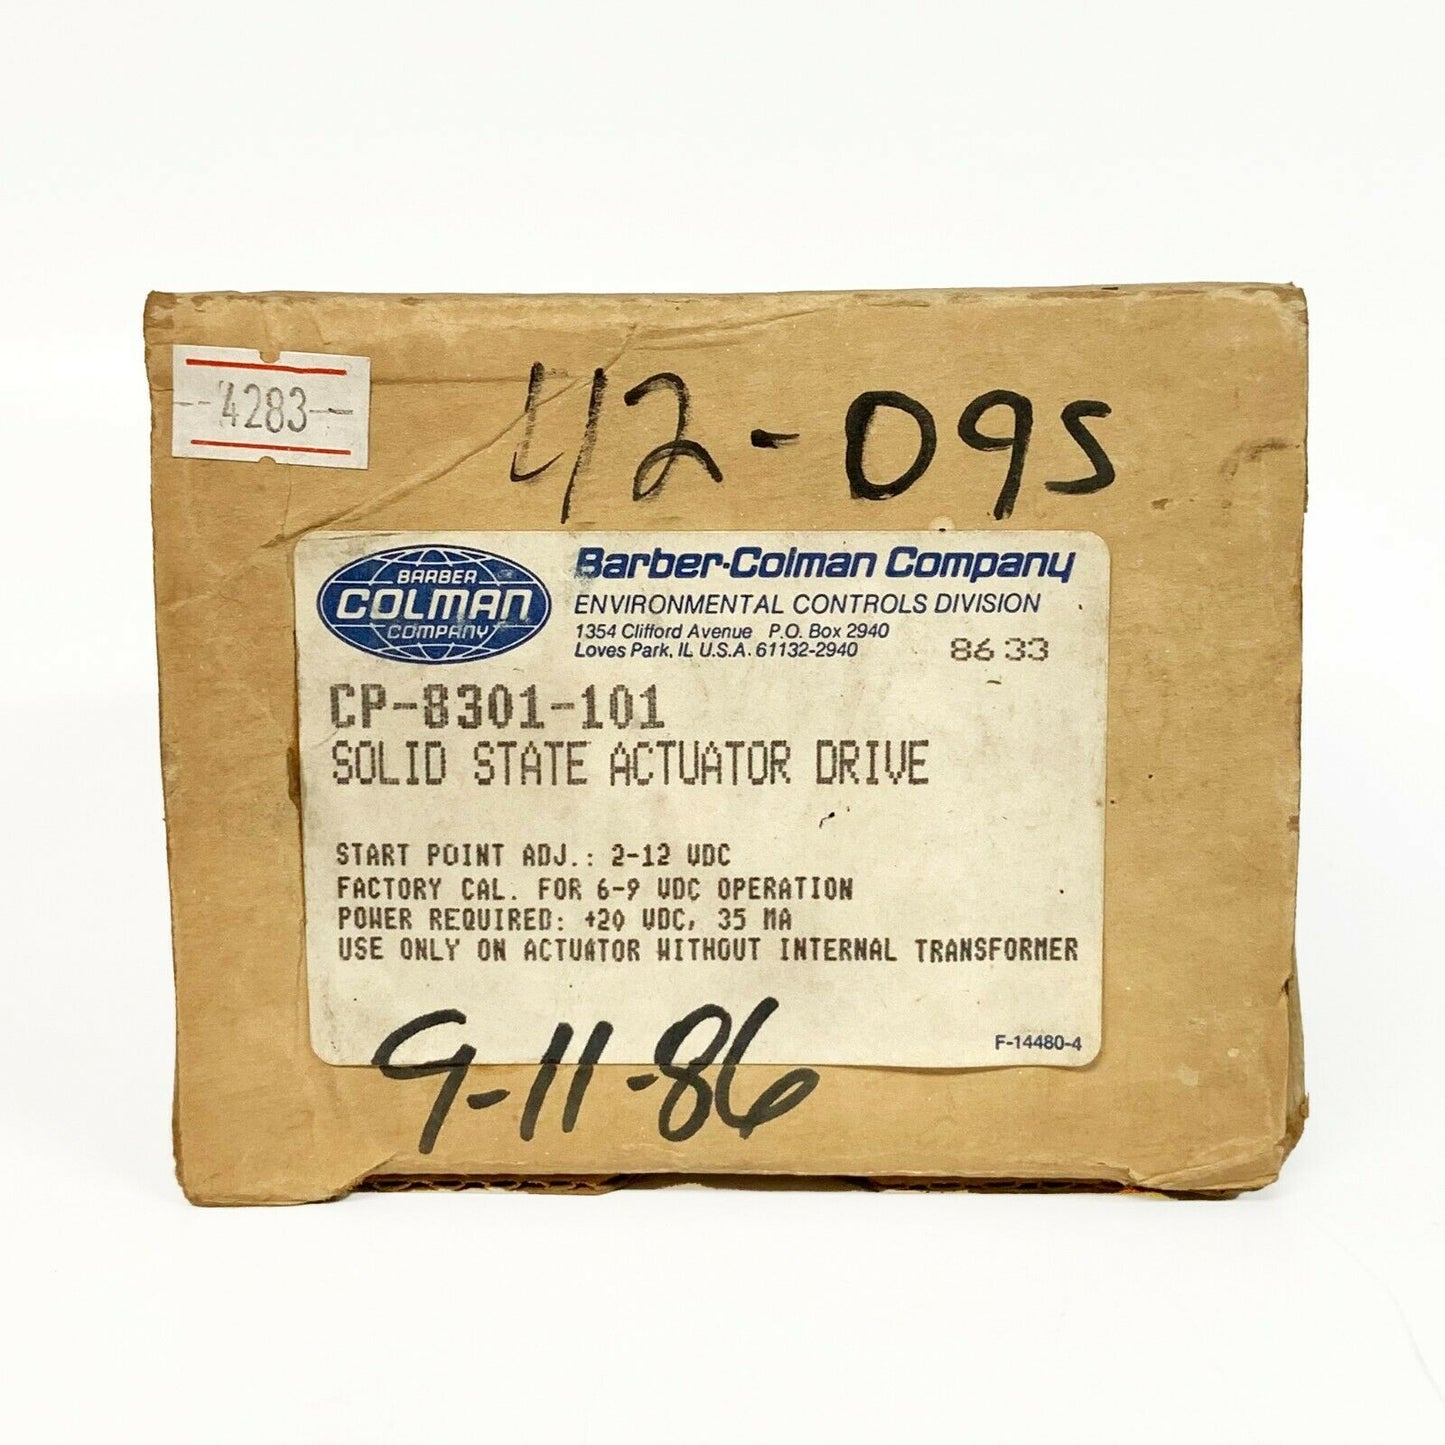 -4283-
42-09S
BARBER
COLMAN
COMPANY
Barber-Colman Company
ENVIRONMENTAL CONTROLS DIVISION
1354 Clifford Avenue P.O. Box 2940
Loves Park, IL U.S.A. 61132-2940
86 33
CP-8301-101
SOLID STATE ACTUATOR DRIVE
START POINT ADJ.: 2-12 VDC
FACTORY CAL. FOR 6-9 VDC OPERATION
POWER REQUIRED: +20 VDC, 35 MA
USE ONLY ON ACTUATOR WITHOUT INTERNAL TRANSFORMER
F-14480-4
9-11-86